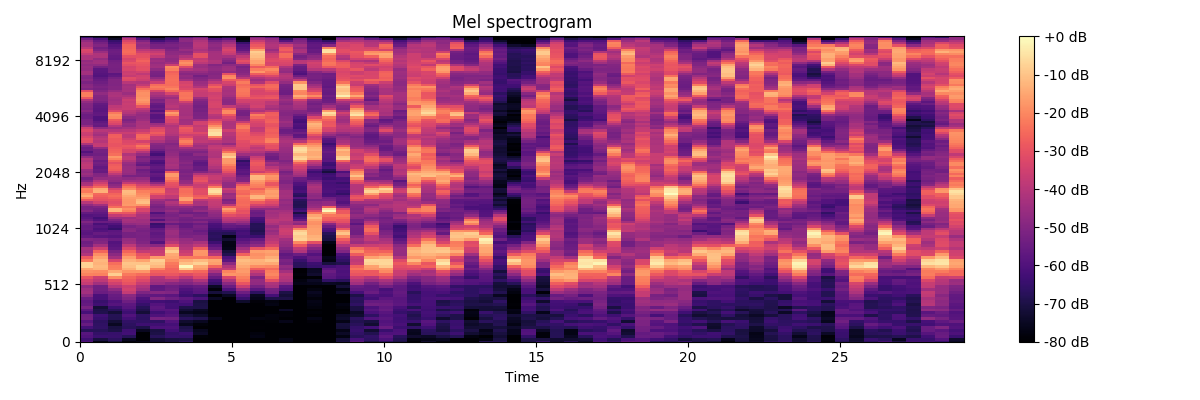 Mel spectrogram
Hz
8192
4096
2048
1024
512
0
0 5 10 15 20 25
Time
+0 dB
-10 dB
-20 dB
-30 dB
-40 dB
-50 dB
-60 dB
-70 dB
-80 dB